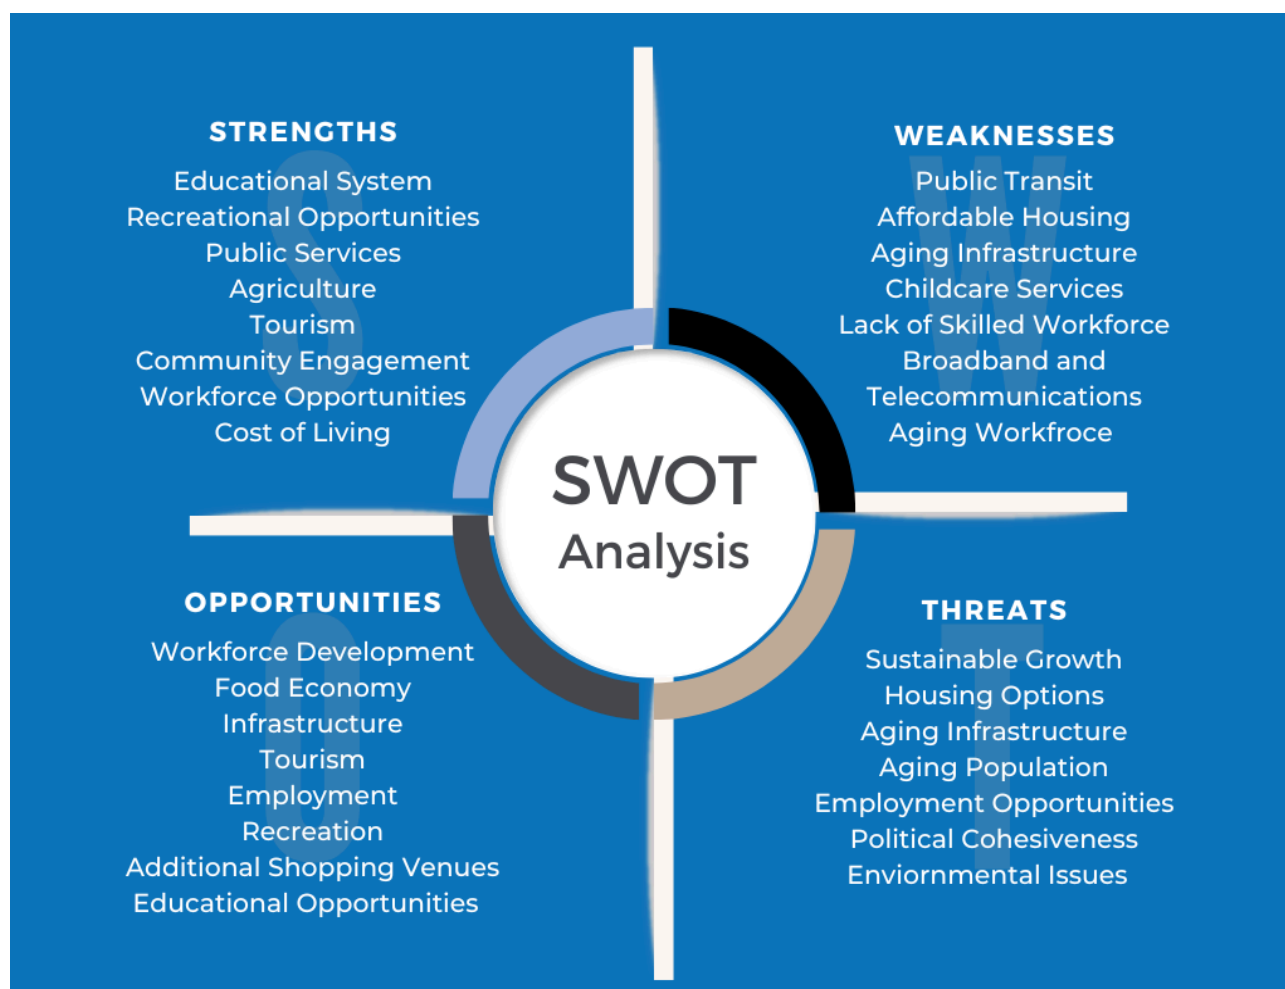 STRENGTHS
Educational System
Recreational Opportunities
Public Services
Agriculture
Tourism
Community Engagement
Workforce Opportunities
Cost of Living
WEAKNESSES
Public Transit
Affordable Housing
Aging Infrastructure
Childcare Services
Lack of Skilled Workforce
Broadband and
Telecommunications
Aging Workfroce
SWOT
Analysis
OPPORTUNITIES
Workforce Development
Food Economy
Infrastructure
Tourism
Employment
Recreation
Additional Shopping Venues
Educational Opportunities
THREATS
Sustainable Growth
Housing Options
Aging Infrastructure
Aging Population
Employment Opportunities
Political Cohesiveness
Enviornmental Issues
S
W
O
T